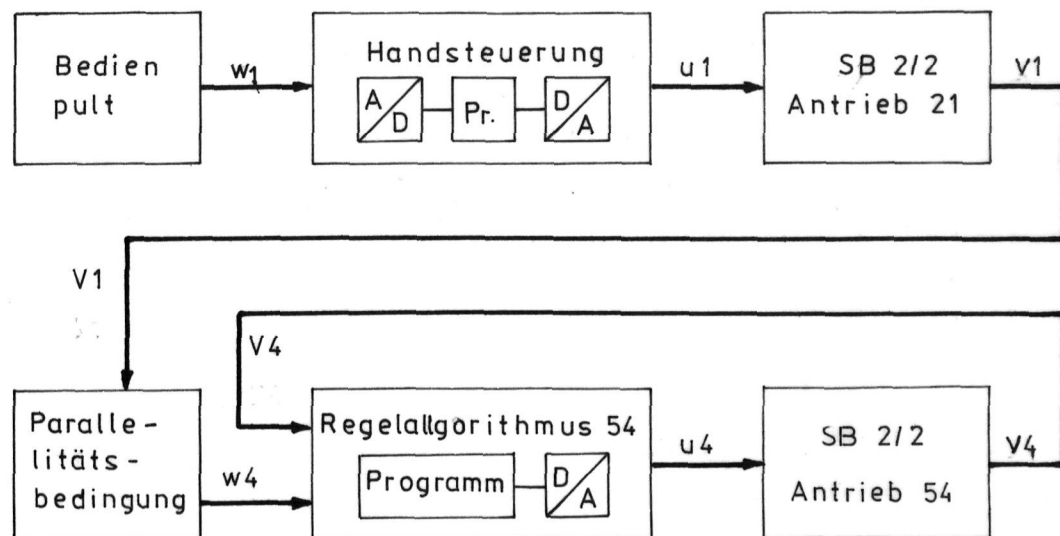 Bedien
pult
w1
Handsteuerung
A
D
Pr.
D
A
u1
SB 2/2
Antrieb 21
v1
V1
V4
Paralle-
litäts-
bedingung
w4
Regelallgorithmus 54
Programm
D
A
u4
SB 2/2
Antrieb 54
v4